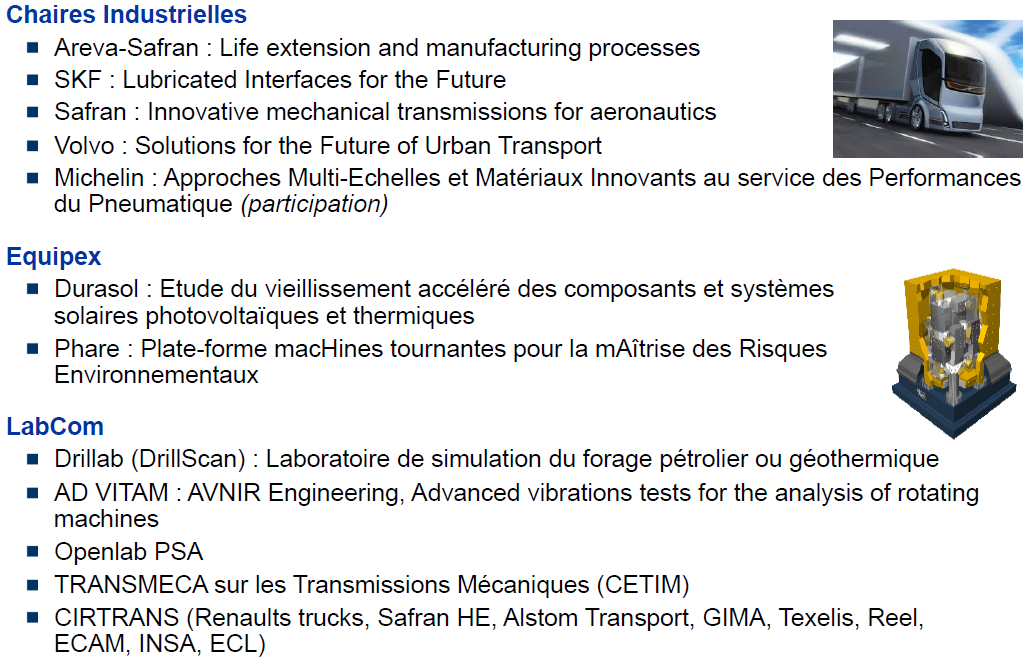 Chaires Industrielles
Areva-Safran : Life extension and manufacturing processes
SKF : Lubricated Interfaces for the Future
Safran : Innovative mechanical transmissions for aeronautics
Volvo : Solutions for the Future of Urban Transport
Michelin : Approches Multi-Echelles et Matériaux Innovants au service des Performances
du Pneumatique (participation)
Equipex
Durasol : Etude du vieillissement accéléré des composants et systèmes
solaires photovoltaïques et thermiques
Phare : Plate-forme macHines tournantes pour la mAîtrise des Risques
Environnementaux
LabCom
Drillab (DrillScan) : Laboratoire de simulation du forage pétrolier ou géothermique
AD VITAM : AVNIR Engineering, Advanced vibrations tests for the analysis of rotating
machines
Openlab PSA
TRANSMECA sur les Transmissions Mécaniques (CETIM)
CIRTRANS (Renaults trucks, Safran HE, Alstom Transport, GIMA, Texelis, Reel,
ECAM, INSA, ECL)